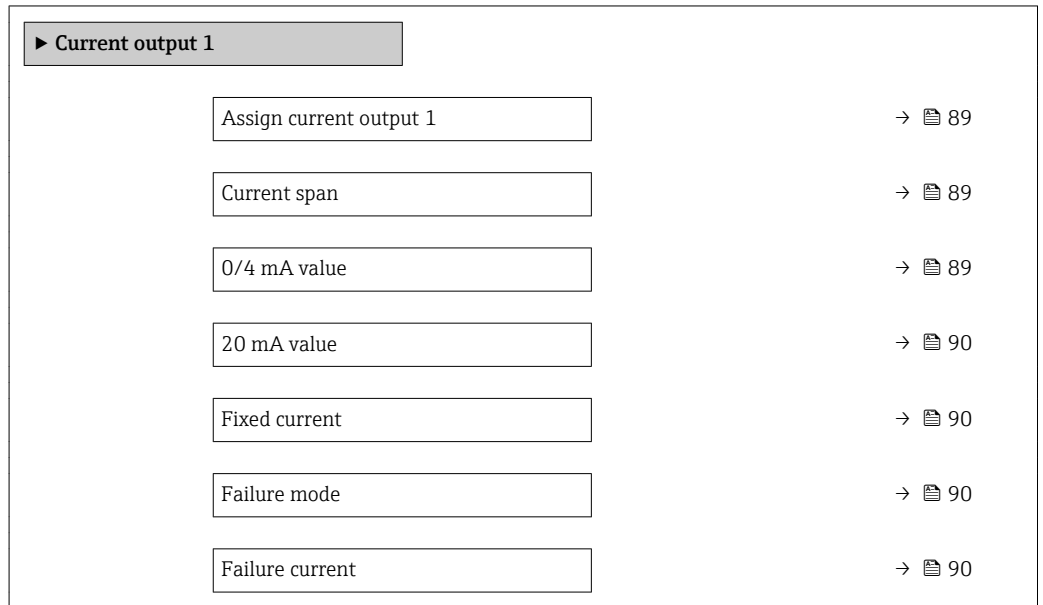 ► Current output 1
Assign current output 1 → 89
Current span → 89
0/4 mA value → 89
20 mA value → 90
Fixed current → 90
Failure mode → 90
Failure current → 90